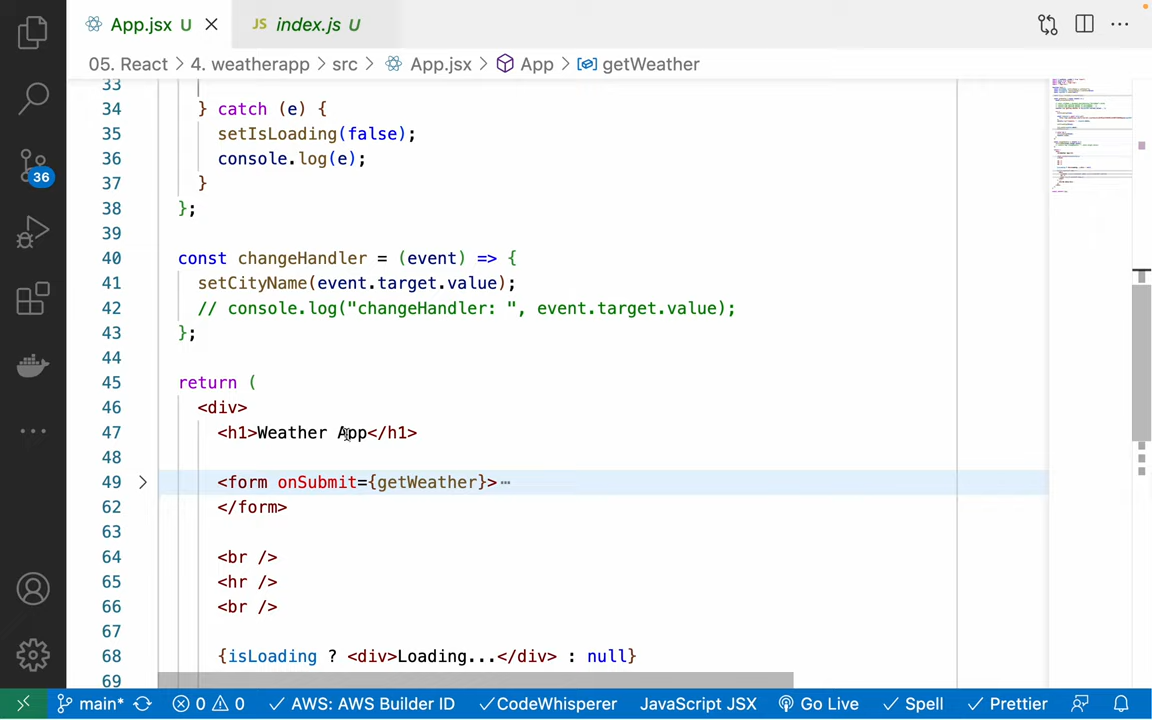 App.jsx U
JS index.js U
05. React > 4. weatherapp > src > App.jsx > App > getWeather
33
34 } catch (e) {
35 setIsLoading(false);
36 console.log(e);
37 }
38 };
39
40 const changeHandler = (event) => {
41 setCityName(event.target.value);
42 // console.log("changeHandler: ", event.target.value);
43 };
44
45 return (
46 <div>
47 <h1>Weather App</h1>
48
49 <form onSubmit={getWeather}>⋯
62 </form>
63
64 <br />
65 <hr />
66 <br />
67
68 {isLoading ? <div>Loading...</div> : null}
69
36
main* 0 0 AWS: AWS Builder ID CodeWhisperer JavaScript JSX Go Live Spell Prettier